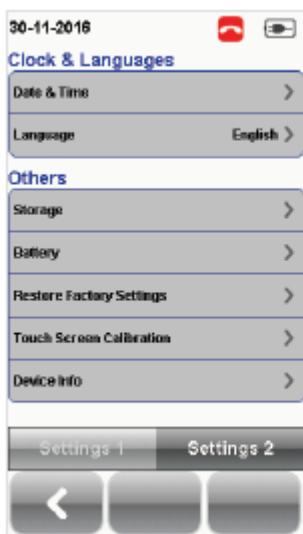 30-11-2016
Clock & Languages
Date & Time
Language English
Others
Storage
Battery
Restore Factory Settings
Touch Screen Calibration
Device Info
Settings 1 Settings 2